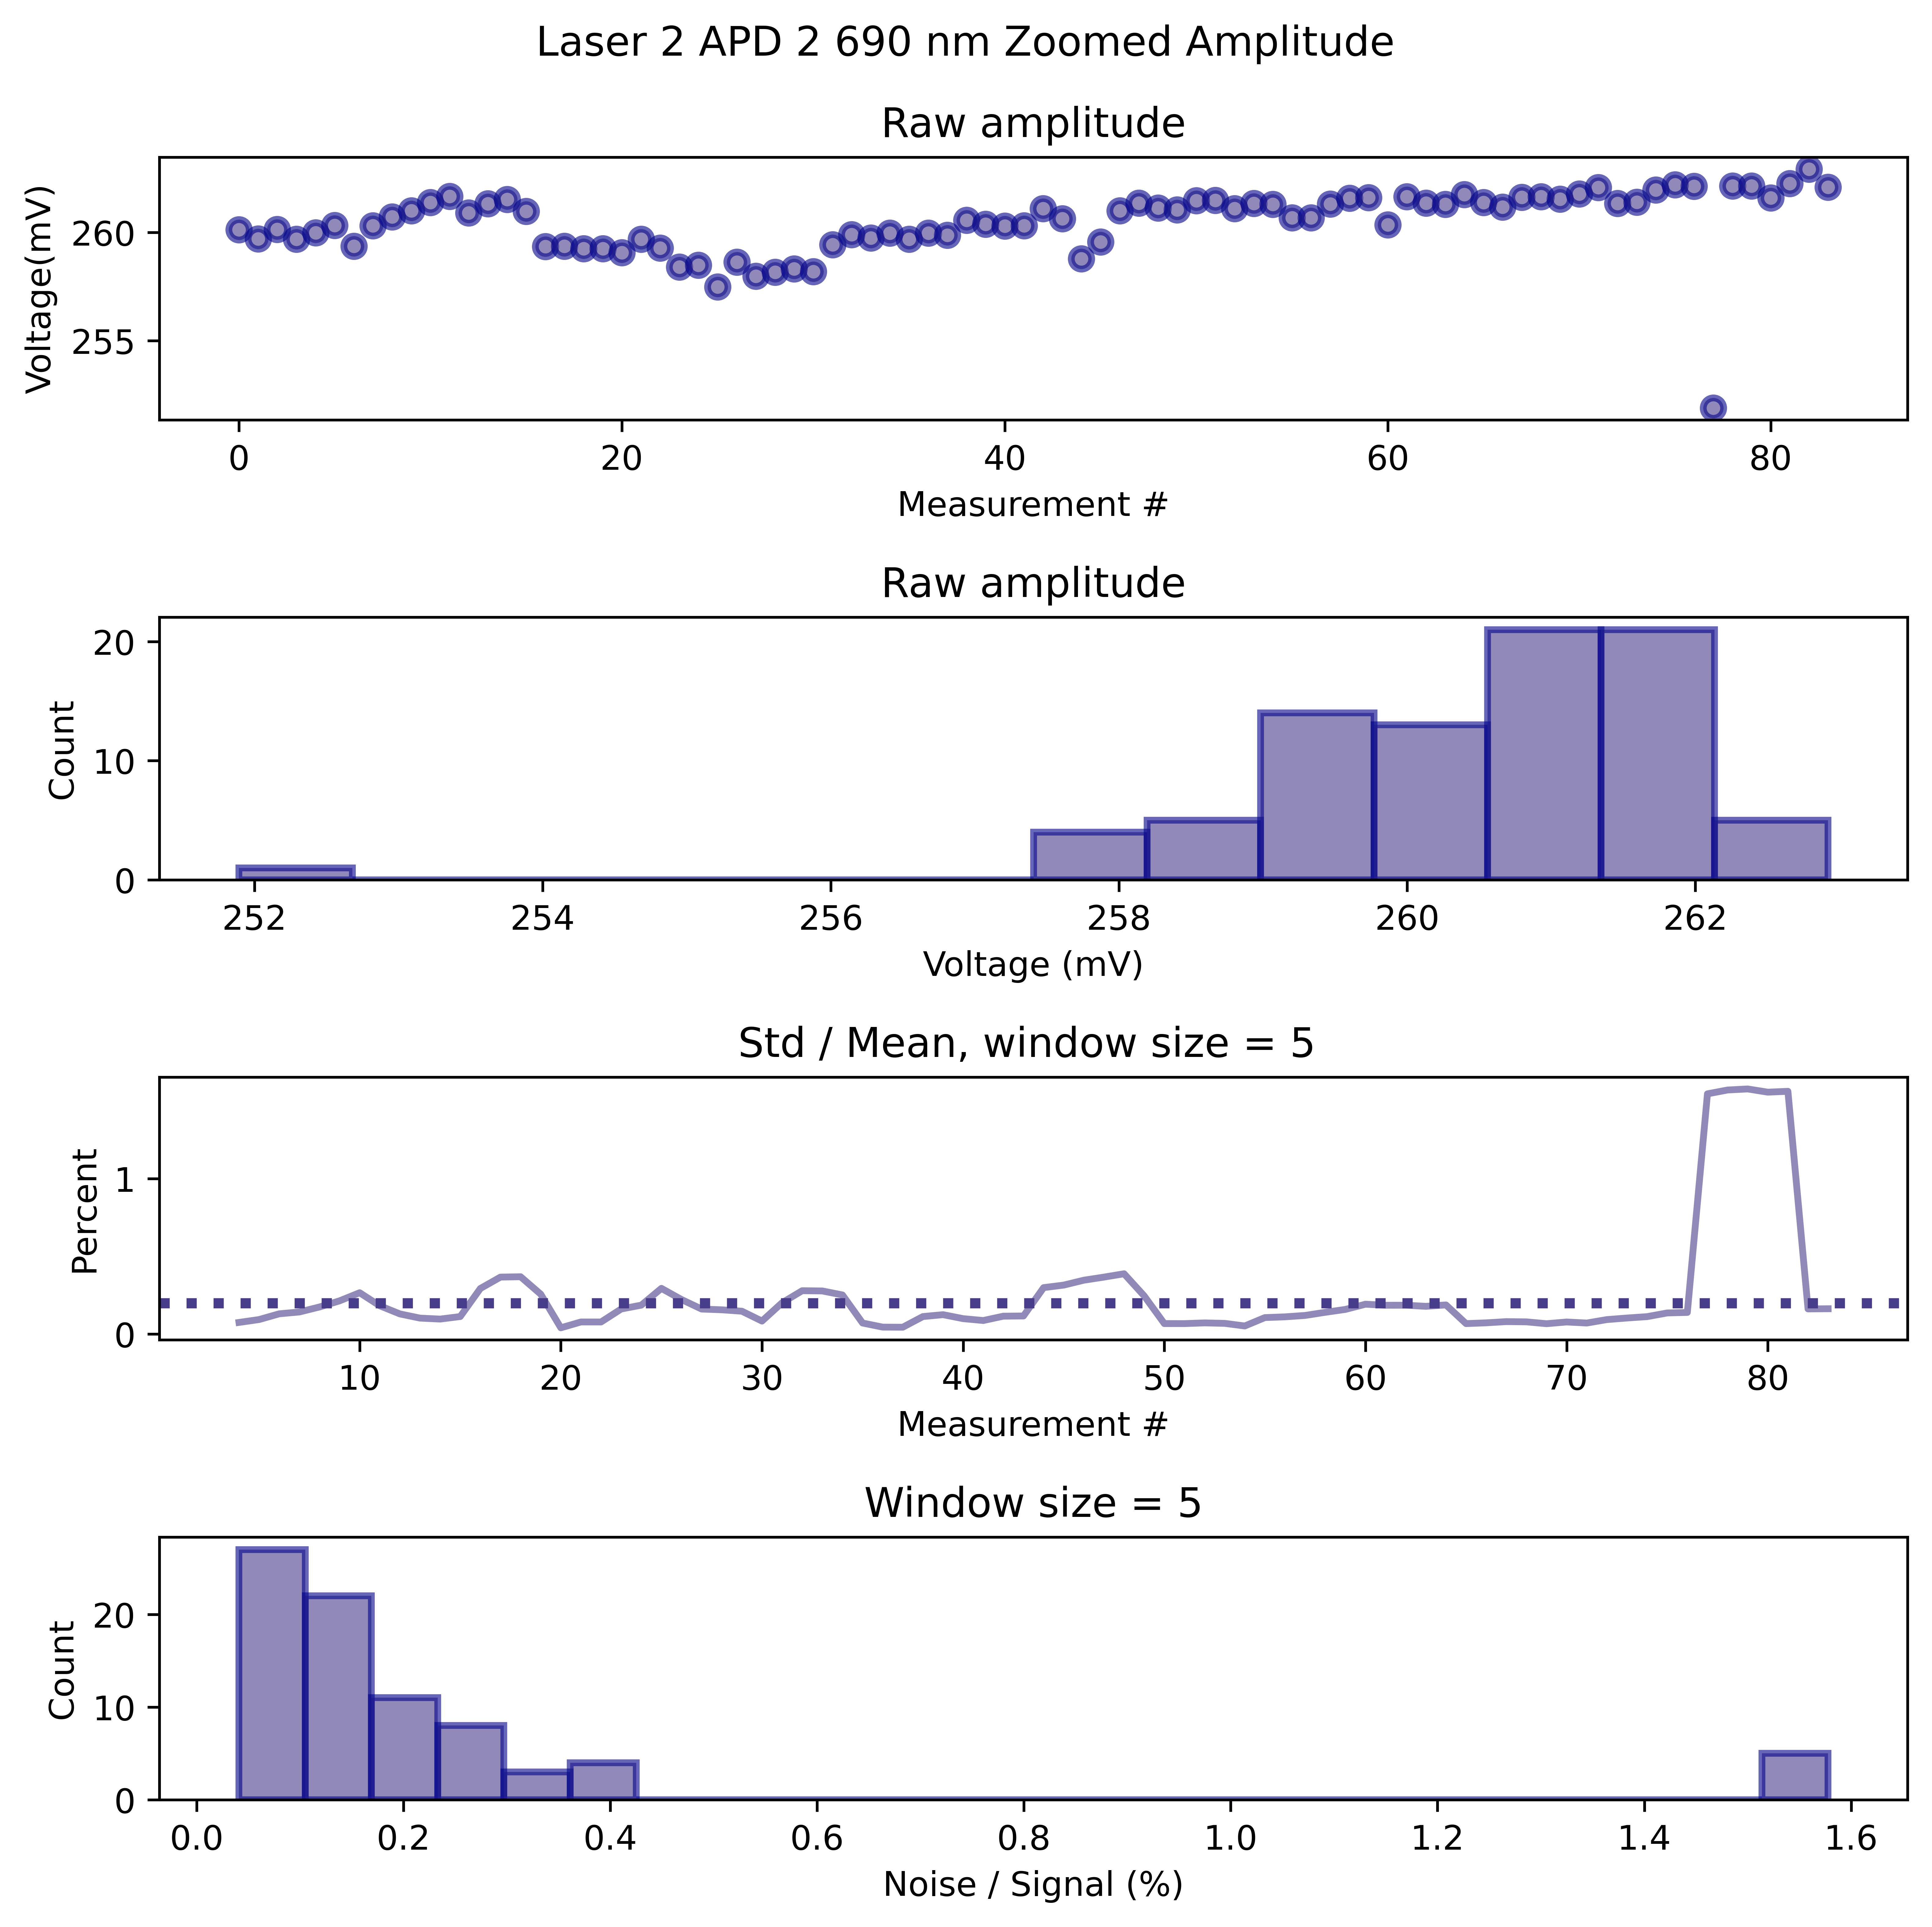 Laser 2 APD 2 690 nm Zoomed Amplitude
Raw amplitude
Voltage(mV)
260
255
0 20 40 60 80
Measurement #
Raw amplitude
Count
20
10
0
252 254 256 258 260 262
Voltage (mV)
Std / Mean, window size = 5
Percent
1
0
10 20 30 40 50 60 70 80
Measurement #
Window size = 5
Count
20
10
0
0.0 0.2 0.4 0.6 0.8 1.0 1.2 1.4 1.6
Noise / Signal (%)